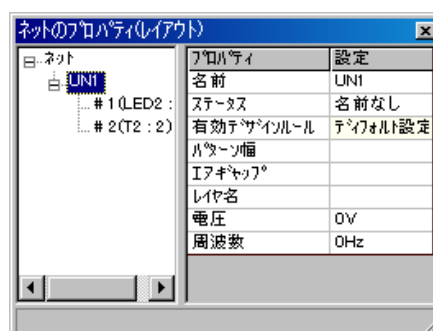 ネットのプロパティ(レイアウト)
ネット
UN1
# 1(LED2 :
# 2(T2 : 2)
プロパティ 設定
名前 UN1
ステータス 名前なし
有効デザインルール ディフォルト設定
パターン幅
エアギャップ
レイヤ名
電圧 0V
周波数 0Hz